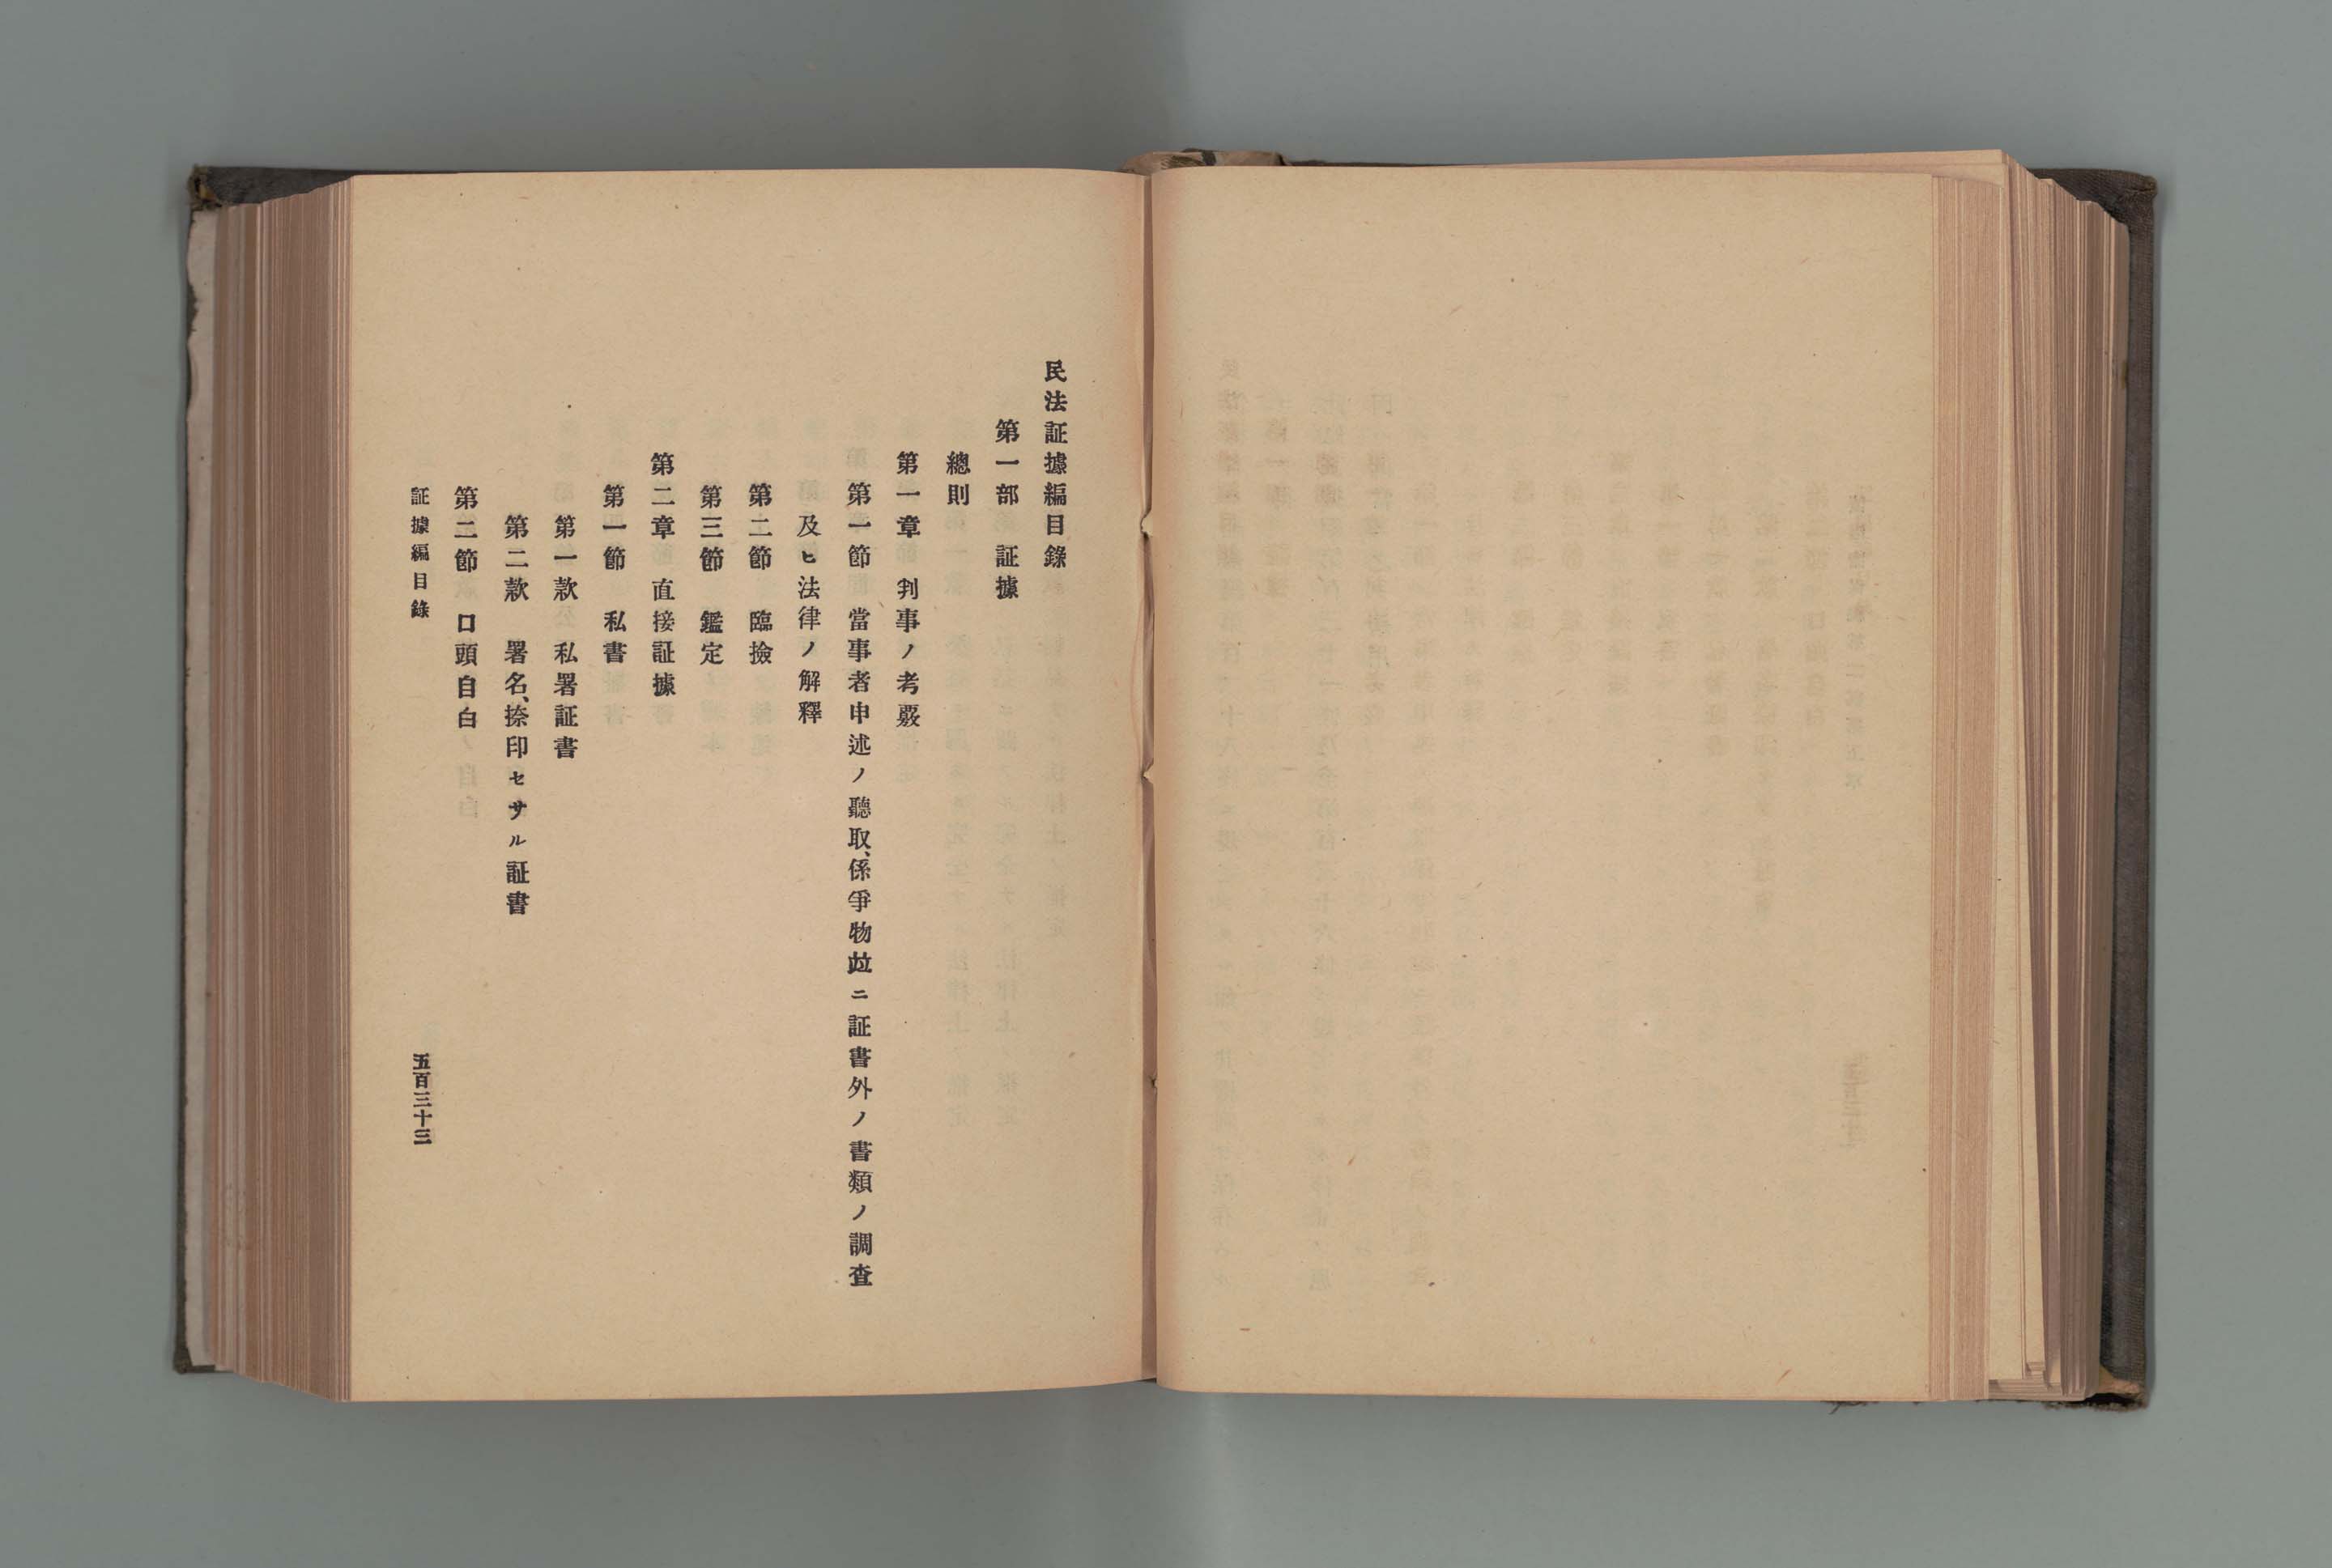 民法証據編目錄
第一部　証據
總則
第一章　判事ノ考覈
第一節　當事者申述ノ聽取、係爭物竝ニ証書外ノ書類ノ調査
及ヒ法律ノ解釋
第二節　臨撿
第三節　鑑定
第二章　直接証據
第一節　私書
第一款　私署証書
第二款　署名、捺印セサル証書
第二節　口頭自白
証據編目錄
五百三十三